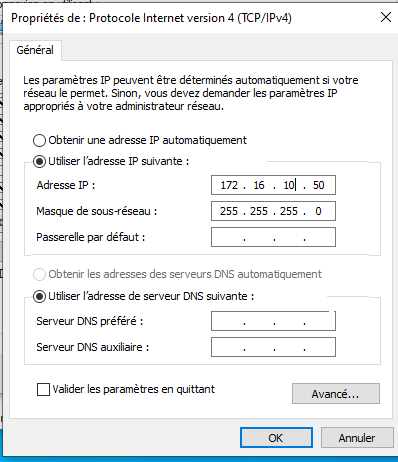 Propriétés de : Protocole Internet version 4 (TCP/IPv4)
Général
Les paramètres IP peuvent être déterminés automatiquement si votre
réseau le permet. Sinon, vous devez demander les paramètres IP
appropriés à votre administrateur réseau.
Obtenir une adresse IP automatiquement
Utiliser l'adresse IP suivante :
Adresse IP : 172 . 16 . 10 . 50
Masque de sous-réseau : 255 . 255 . 255 . 0
Passerelle par défaut : . . .
Obtenir les adresses des serveurs DNS automatiquement
Utiliser l'adresse de serveur DNS suivante :
Serveur DNS préféré : . . .
Serveur DNS auxiliaire : . . .
Valider les paramètres en quittant
Avancé...
OK Annuler